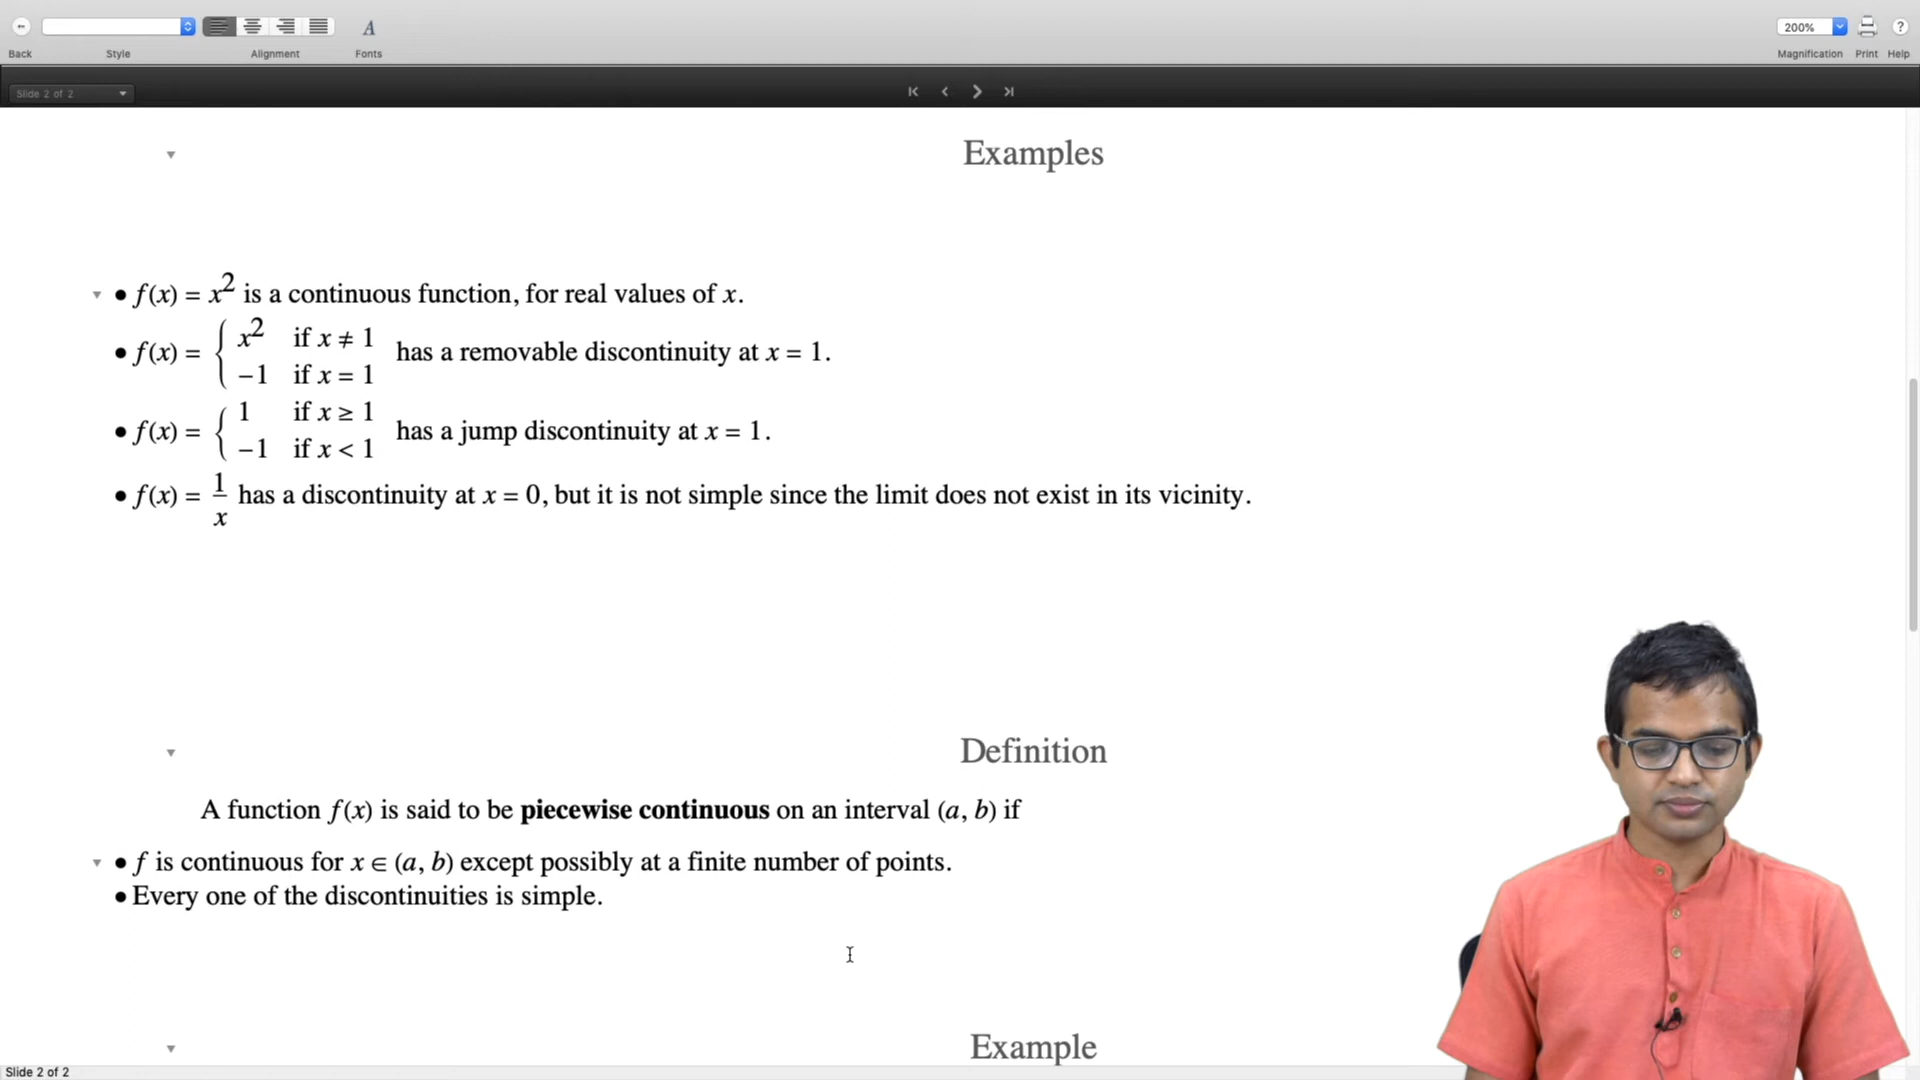 200%
Back
Style
Alignment
Fonts
Magnification
Print
Help
Slide 2 of 2
Examples
• f(x) = x² is a continuous function, for real values of x.
• f(x) = { x² if x ≠ 1
−1 if x = 1 has a removable discontinuity at x = 1.
• f(x) = { 1 if x ≥ 1
−1 if x < 1 has a jump discontinuity at x = 1.
• f(x) = 1/x has a discontinuity at x = 0, but it is not simple since the limit does not exist in its vicinity.
Definition
A function f(x) is said to be piecewise continuous on an interval (a, b) if
• f is continuous for x ∈ (a, b) except possibly at a finite number of points.
• Every one of the discontinuities is simple.
Example
Slide 2 of 2